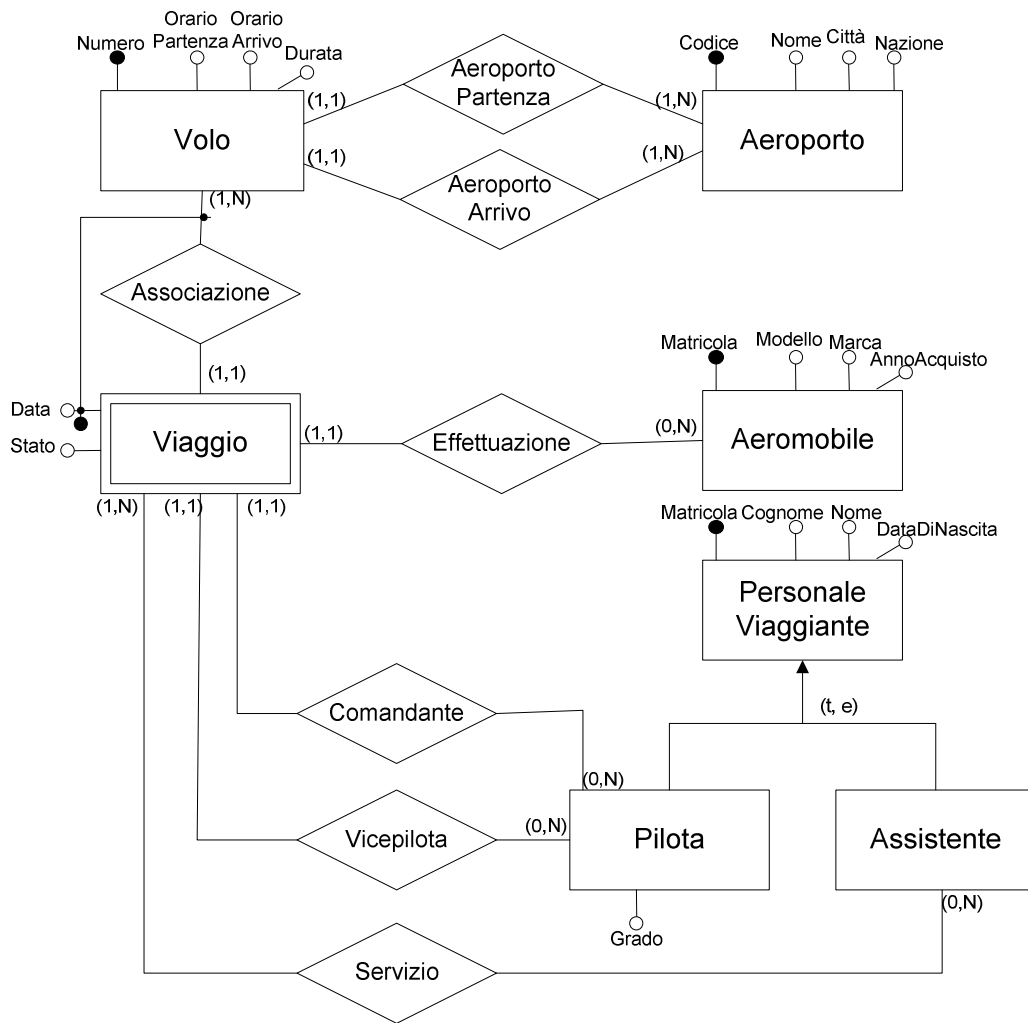 Numero
Orario
Partenza
Orario
Arrivo
Durata
Codice
Nome
Città
Nazione
Volo
(1,1)
(1,1)
(1,N)
Aeroporto
Partenza
Aeroporto
Arrivo
(1,N)
(1,N)
Aeroporto
Associazione
(1,1)
Data
Stato
Viaggio
(1,1)
(1,N)
(1,1)
(1,1)
Effettuazione
(0,N)
Matricola
Modello
Marca
AnnoAcquisto
Aeromobile
Matricola
Cognome
Nome
DataDiNascita
Personale
Viaggiante
(t, e)
Comandante
(0,N)
Vicepilota
(0,N)
Pilota
Grado
Assistente
(0,N)
Servizio